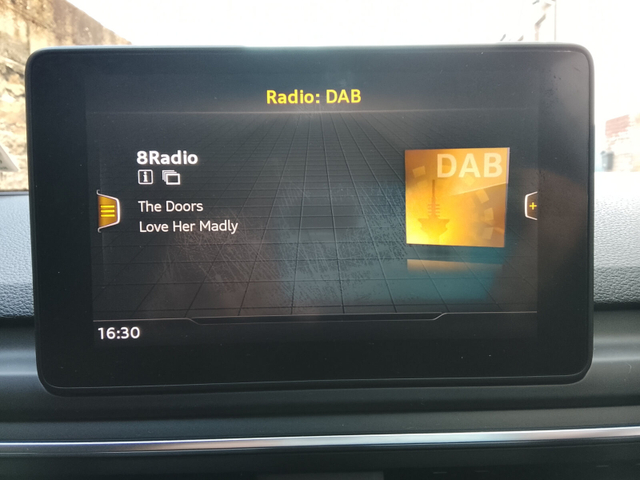 Radio: DAB
8Radio
DAB
The Doors
Love Her Madly
16:30